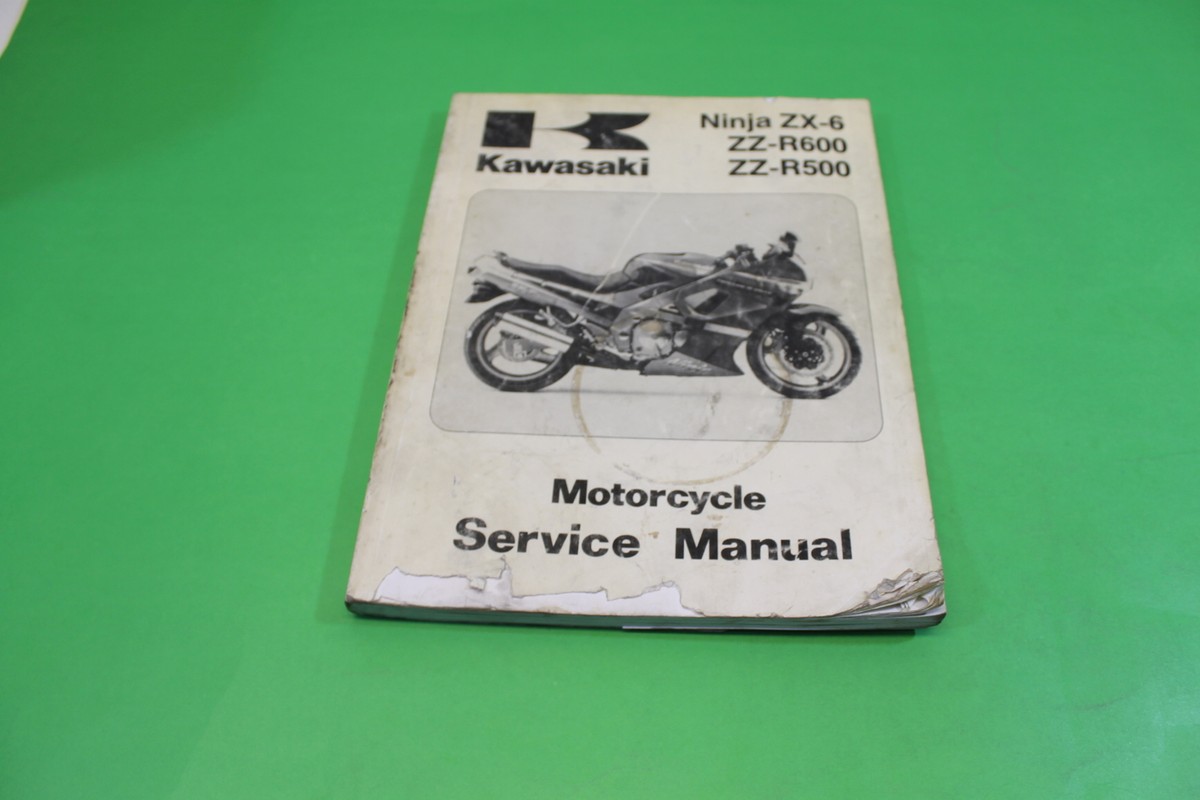 Kawasaki
Ninja ZX-6
ZZ-R600
ZZ-R500
Motorcycle
Service Manual